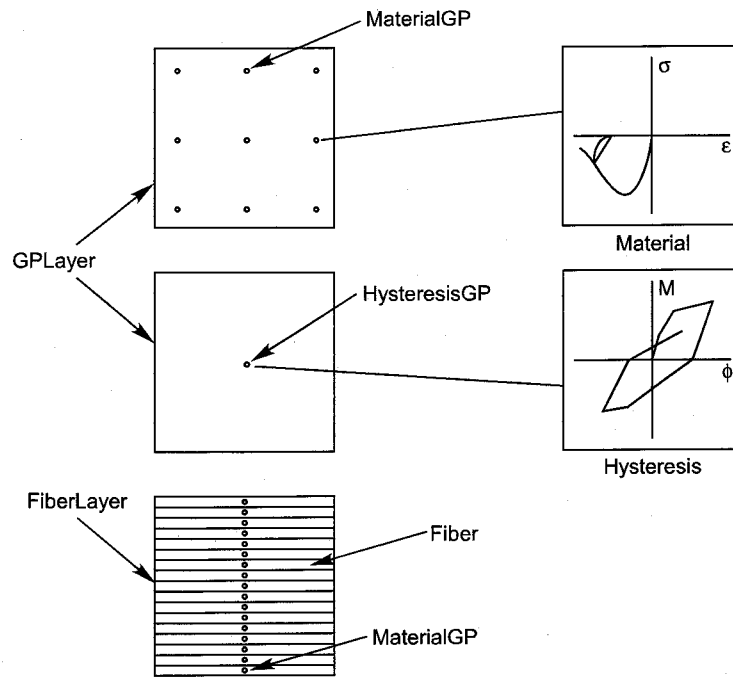 MaterialGP
σ
ε
Material
GPLayer
HysteresisGP
M
ϕ
Hysteresis
FiberLayer
Fiber
MaterialGP